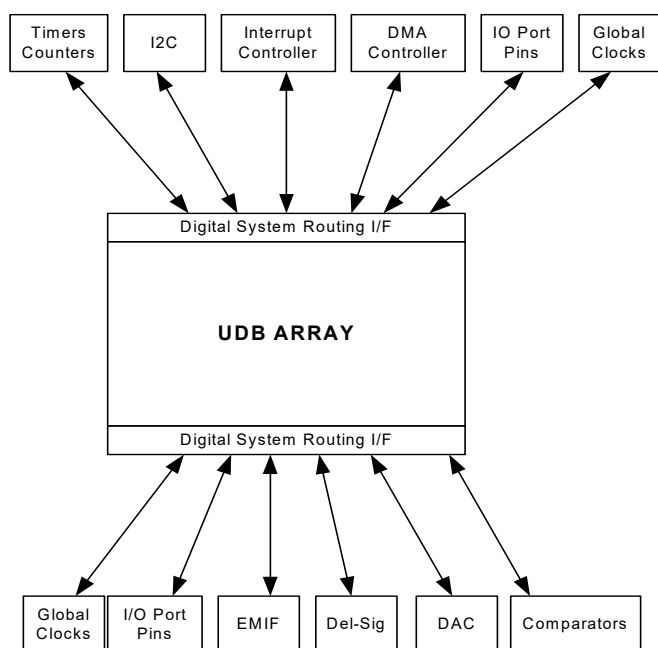 Timers
Counters
I2C
Interrupt
Controller
DMA
Controller
IO Port
Pins
Global
Clocks
Digital System Routing I/F
UDB ARRAY
Digital System Routing I/F
Global
Clocks
I/O Port
Pins
EMIF
Del-Sig
DAC
Comparators